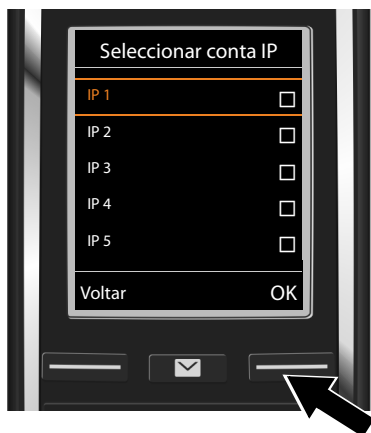 Seleccionar conta IP
IP 1
IP 2
IP 3
IP 4
IP 5
Voltar OK